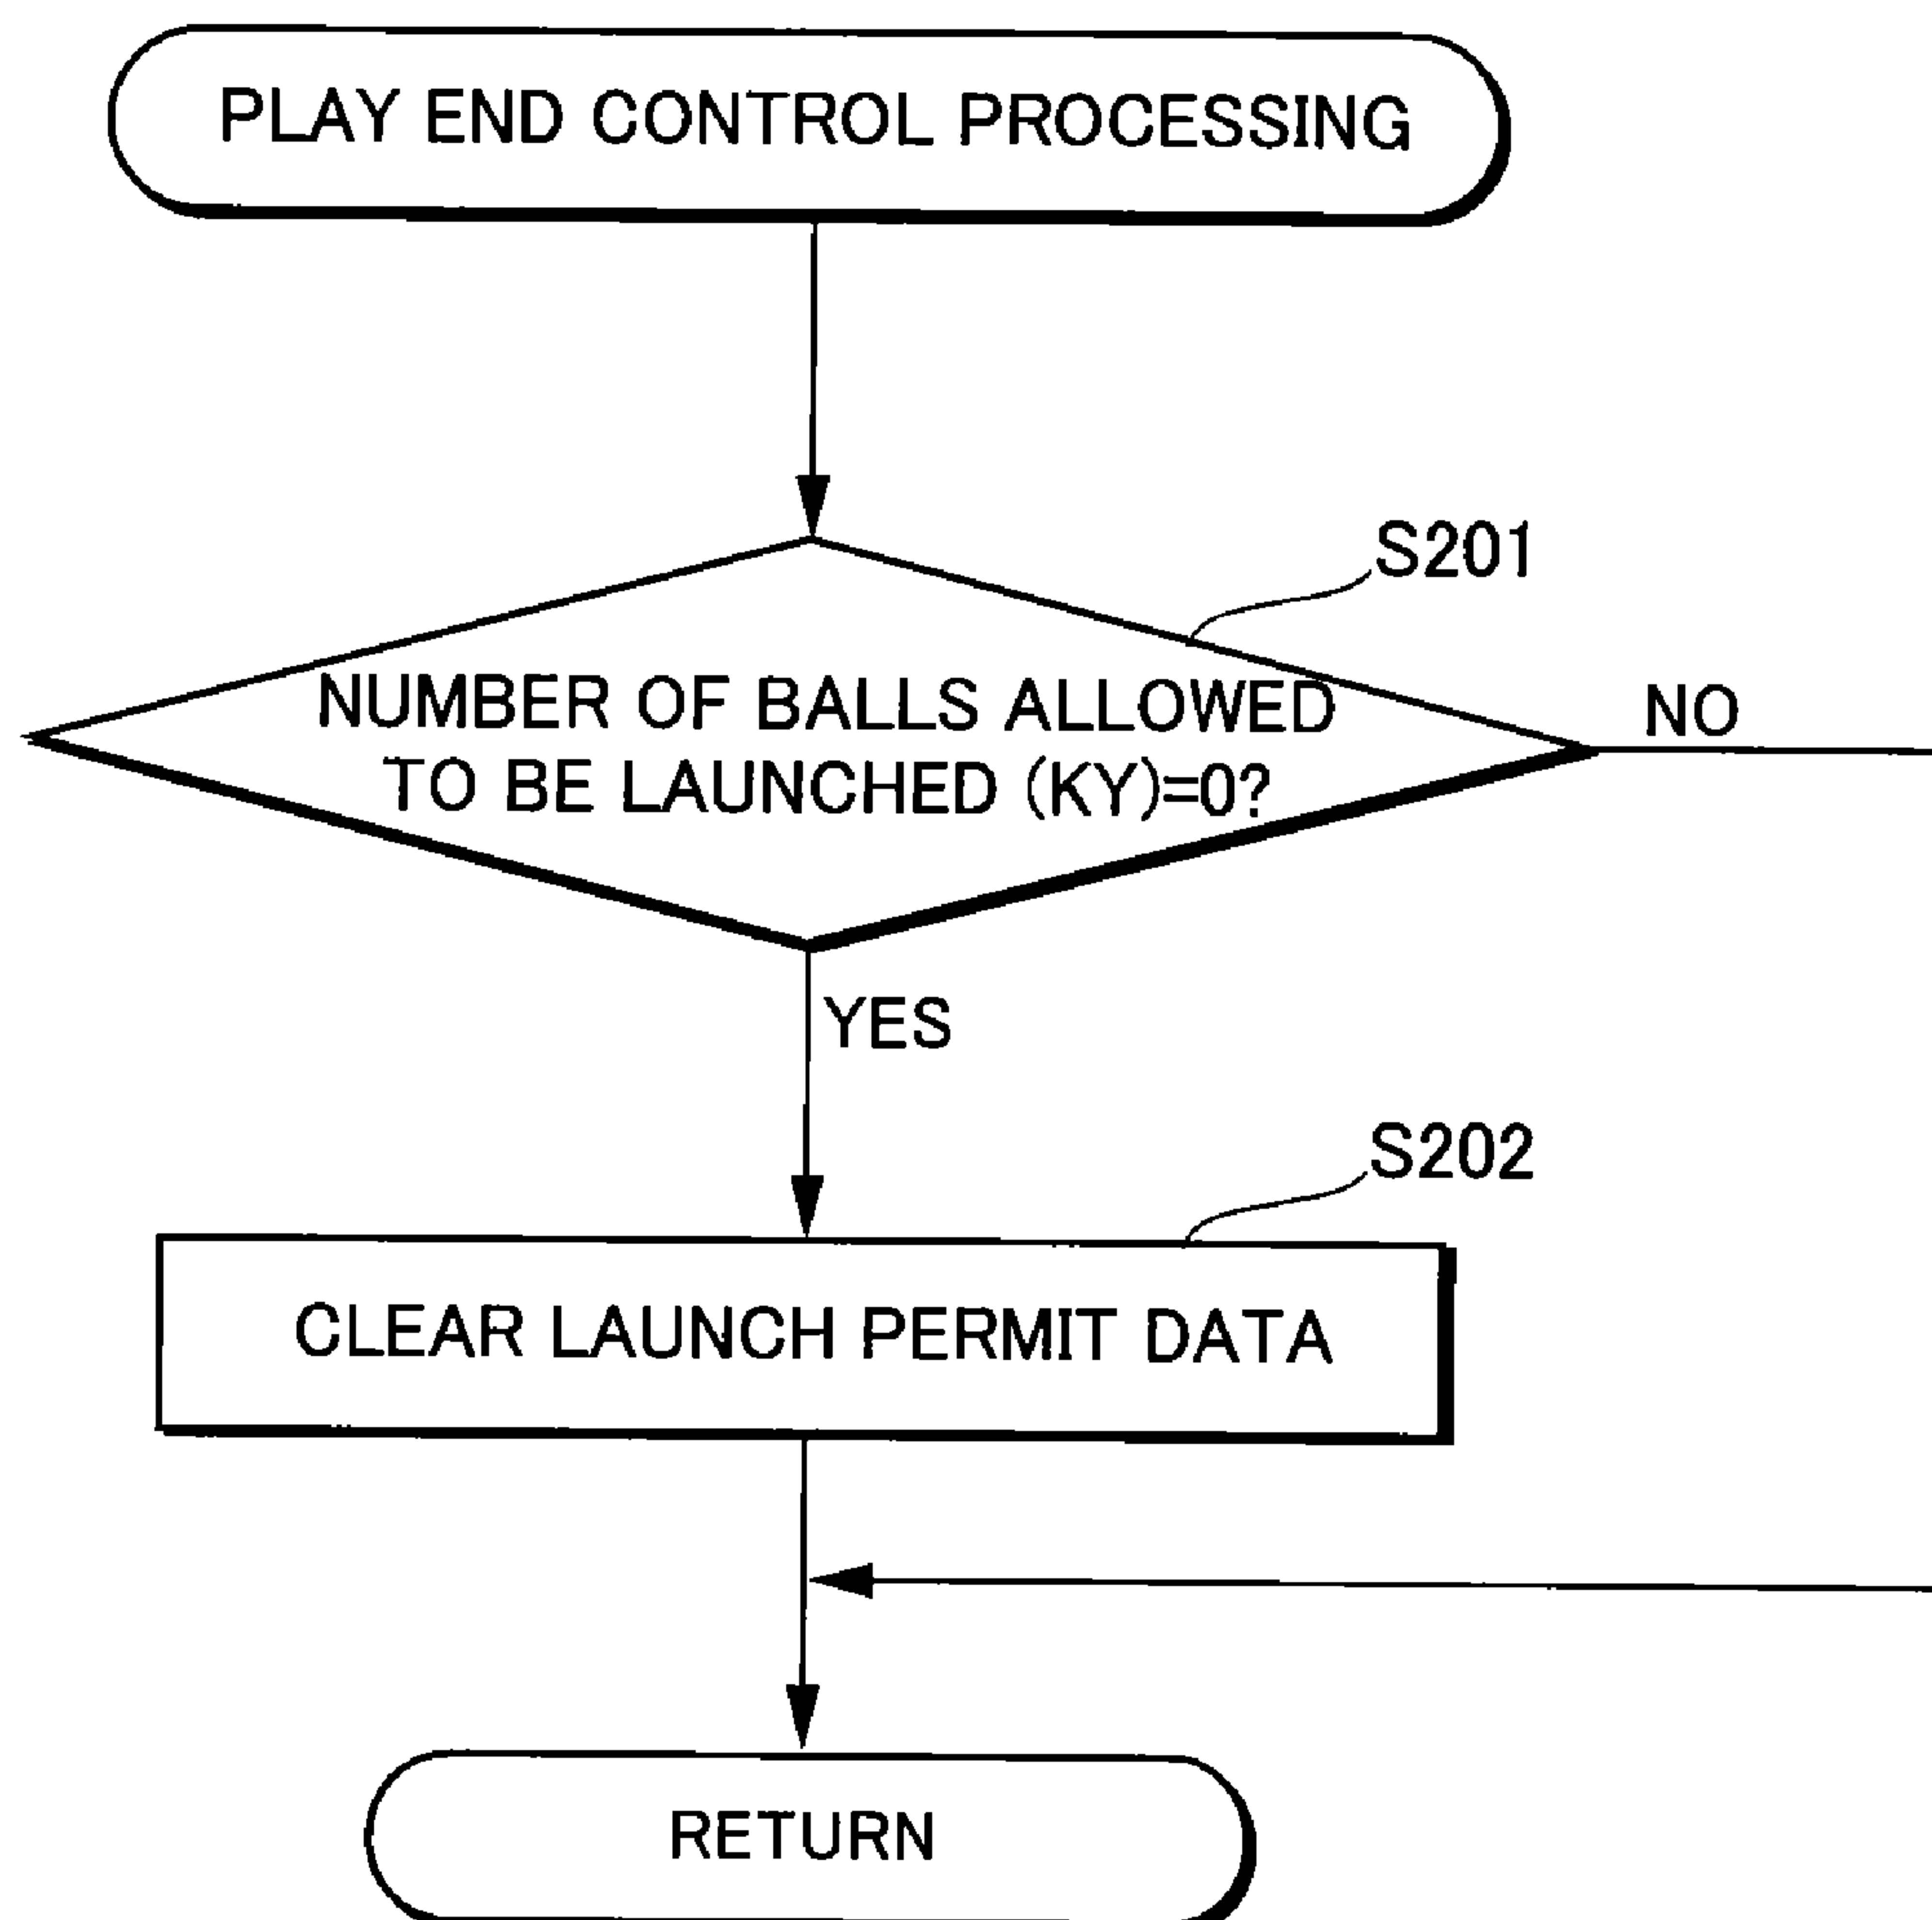 PLAY END CONTROL PROCESSING
S201
NUMBER OF BALLS ALLOWED
TO BE LAUNCHED (KY)=0?
NO
YES
S202
CLEAR LAUNCH PERMIT DATA
RETURN